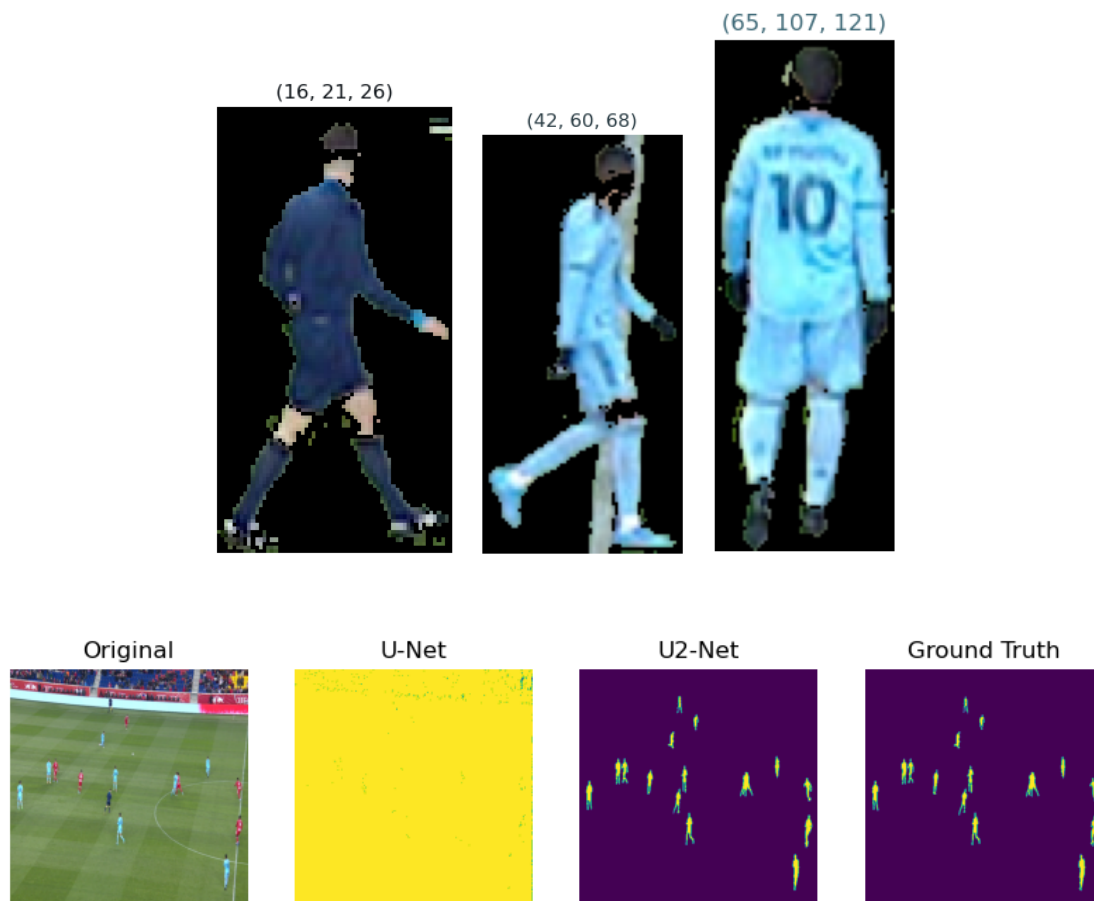 (65, 107, 121)
(16, 21, 26)
(42, 60, 68)
10
Original
U-Net
U2-Net
Ground Truth